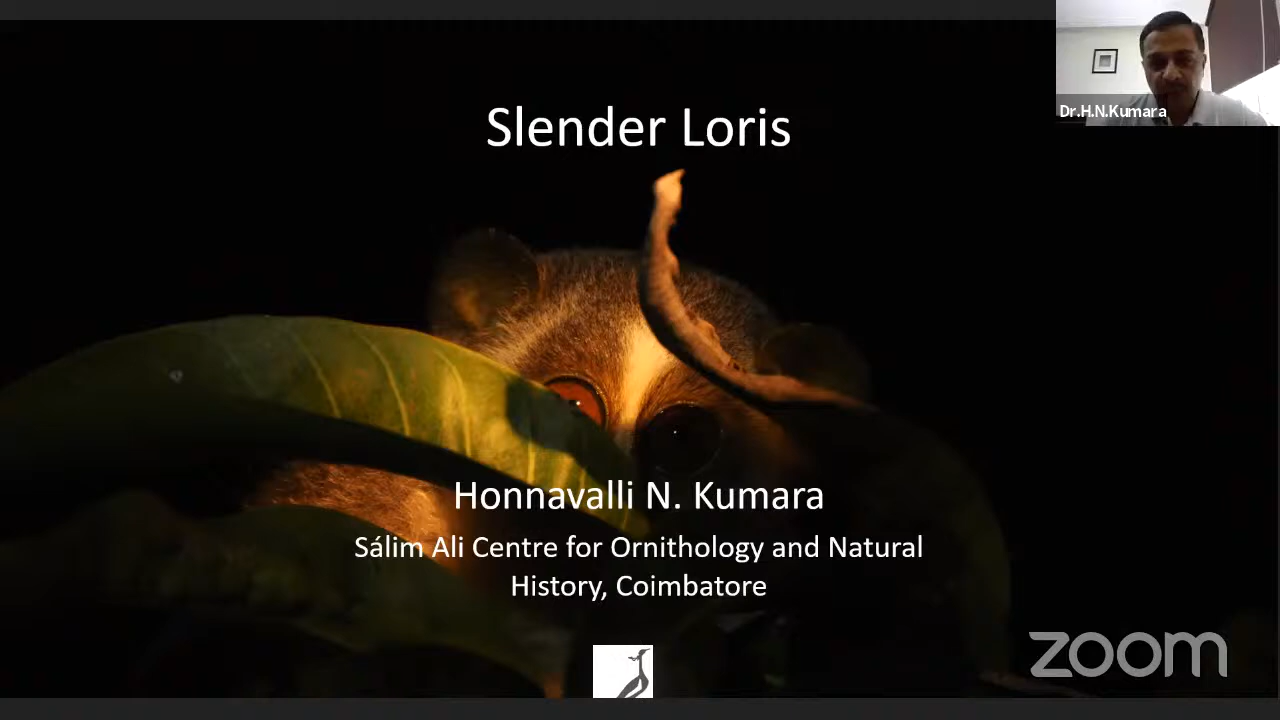 Slender Loris
Dr.H.N.Kumara
Honnavalli N. Kumara
Sálim Ali Centre for Ornithology and Natural
History, Coimbatore
zoom